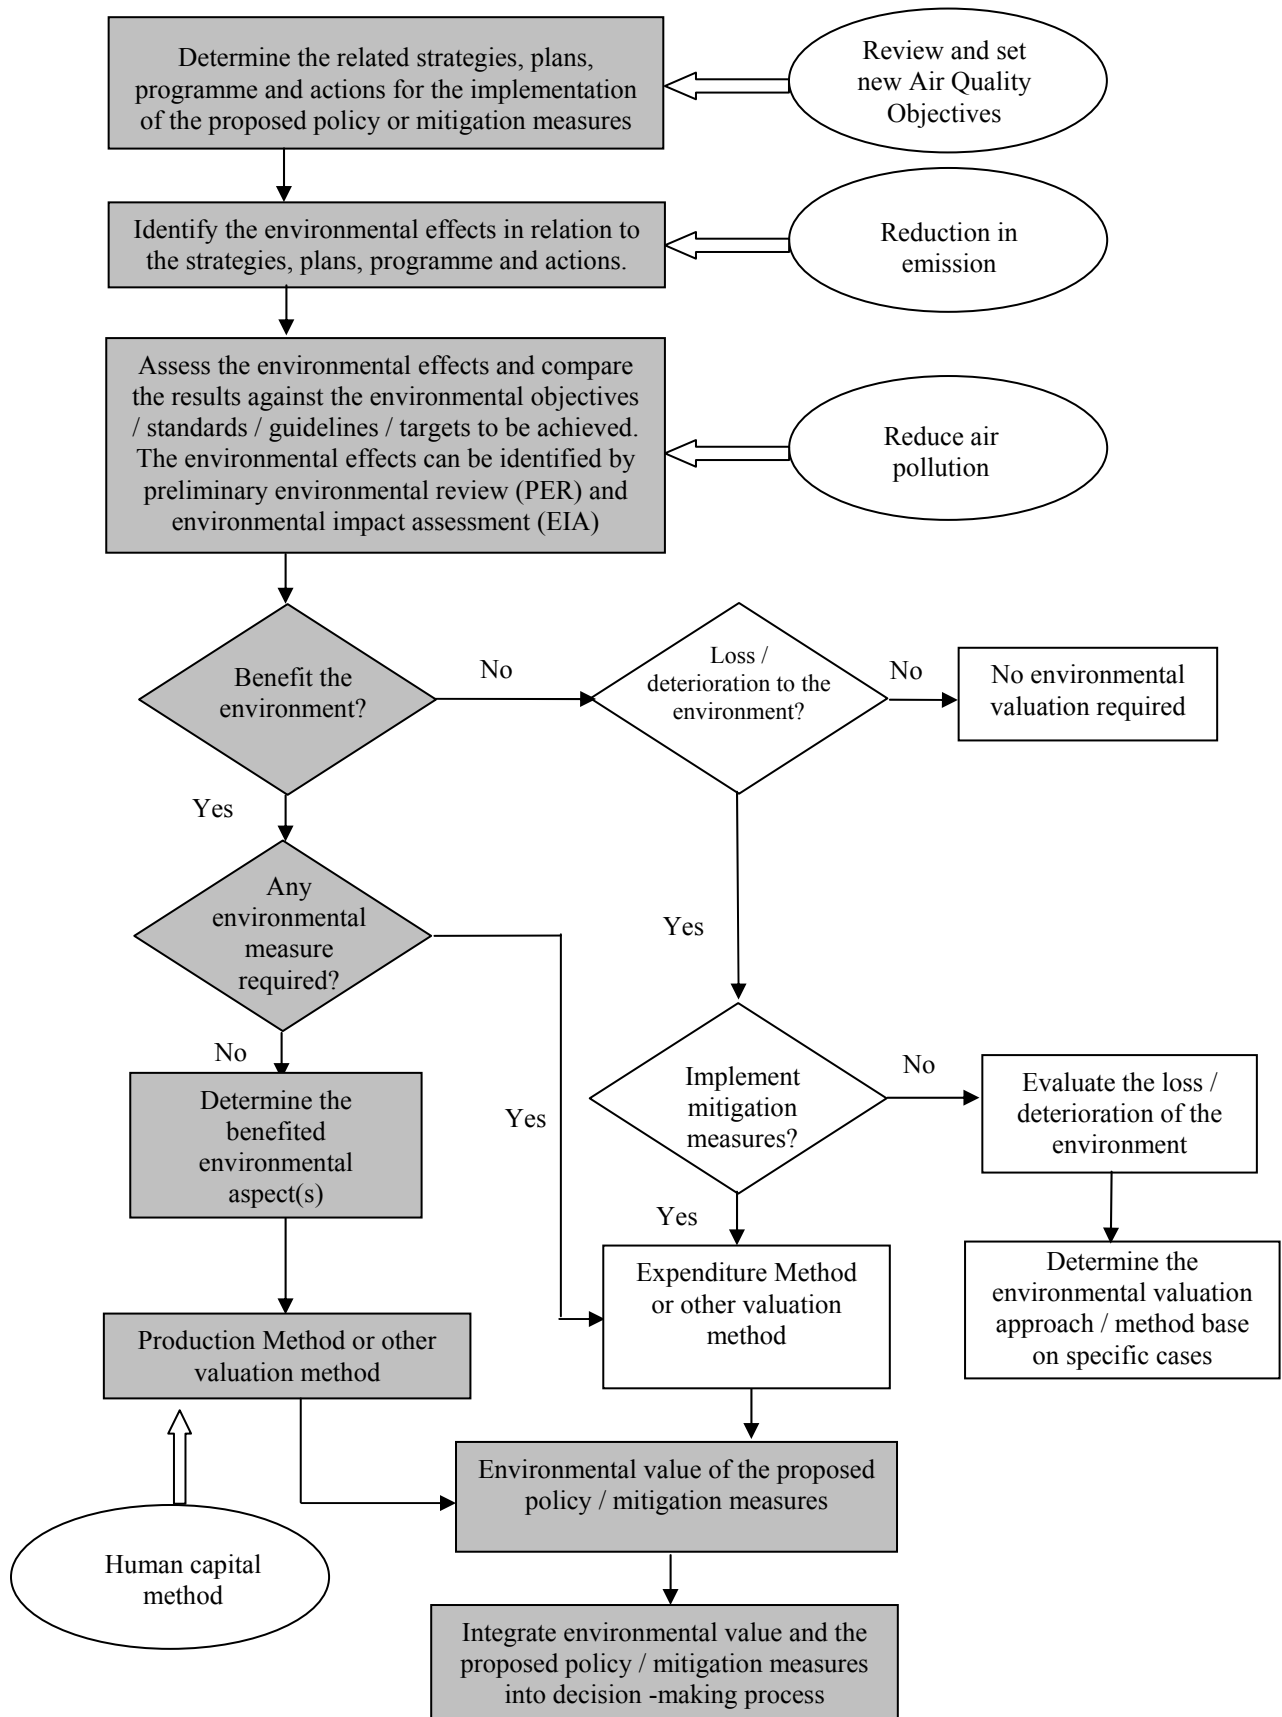 Determine the related strategies, plans,
programme and actions for the implementation
of the proposed policy or mitigation measures
Review and set
new Air Quality
Objectives
Identify the environmental effects in relation to
the strategies, plans, programme and actions.
Reduction in
emission
Assess the environmental effects and compare
the results against the environmental objectives
/ standards / guidelines / targets to be achieved.
The environmental effects can be identified by
preliminary environmental review (PER) and
environmental impact assessment (EIA)
Reduce air
pollution
Benefit the
environment?
No
Loss /
deterioration to the
environment?
No
No environmental
valuation required
Yes
Any
environmental
measure
required?
Yes
No
Yes
Implement
mitigation
measures?
No
Evaluate the loss /
deterioration of the
environment
Determine the
benefited
environmental
aspect(s)
Yes
Expenditure Method
or other valuation
method
Determine the
environmental valuation
approach / method base
on specific cases
Production Method or other
valuation method
Environmental value of the proposed
policy / mitigation measures
Human capital
method
Integrate environmental value and the
proposed policy / mitigation measures
into decision -making process